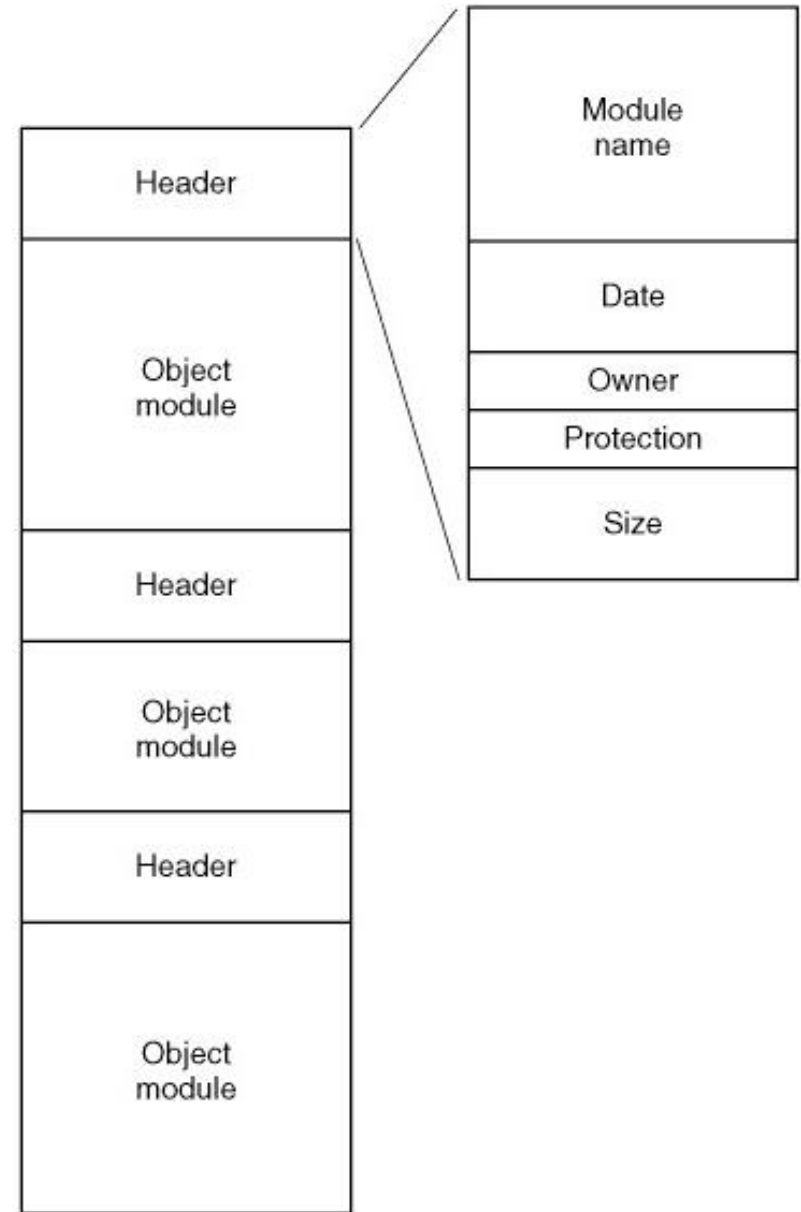 Header
Object
module
Header
Object
module
Header
Object
module
Module
name
Date
Owner
Protection
Size